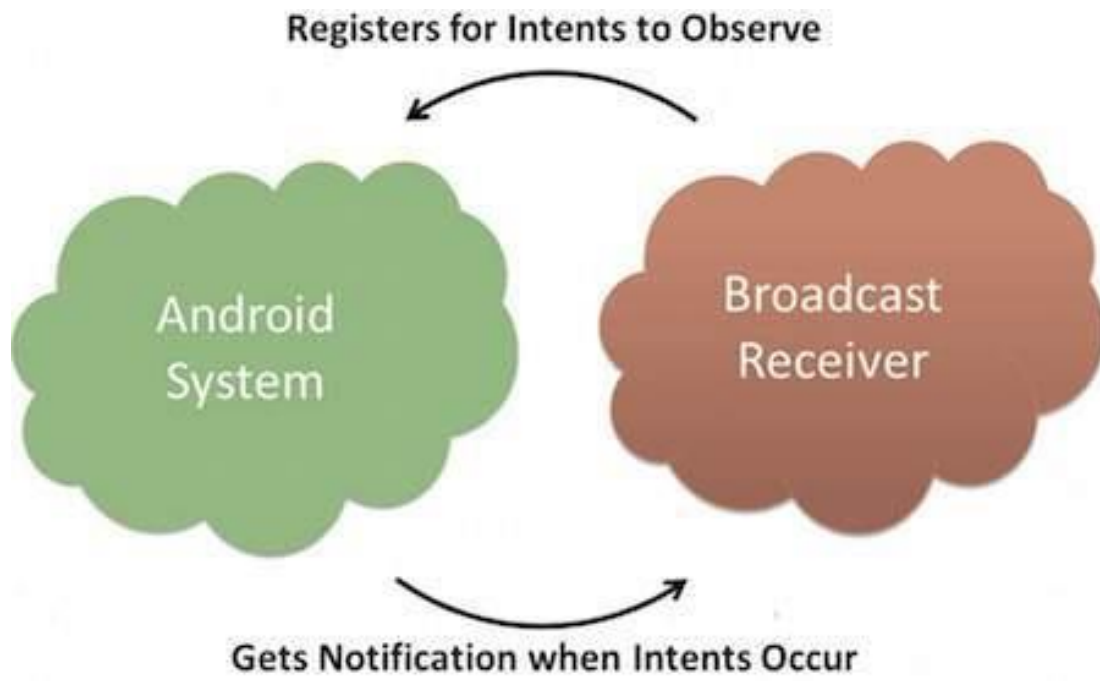 Registers for Intents to Observe
Android
System
Broadcast
Receiver
Gets Notification when Intents Occur